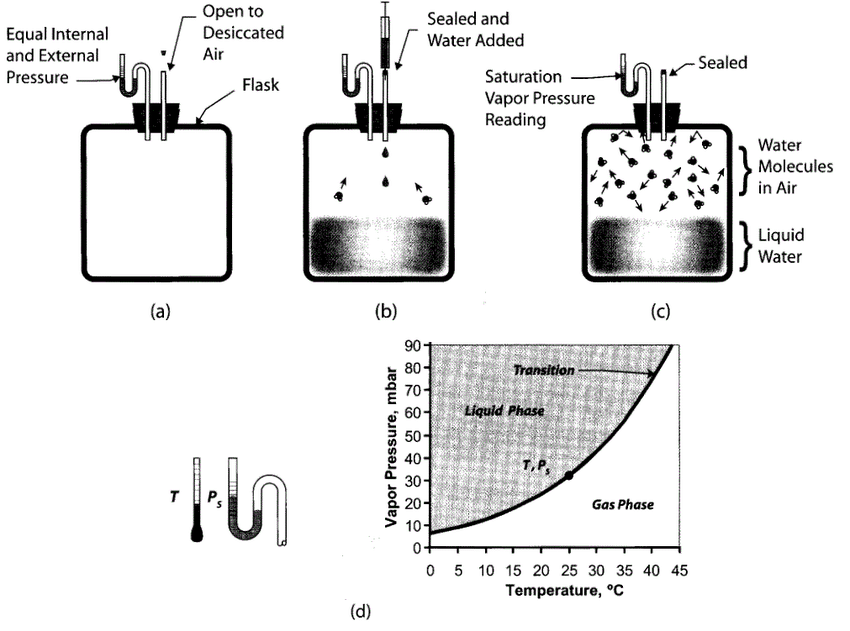 Equal Internal
and External
Pressure
Open to
Desiccated
Air
Flask
(a)
Sealed and
Water Added
(b)
Saturation
Vapor Pressure
Reading
Sealed
Water
Molecules
in Air
Liquid
Water
(c)
T
Ps
Vapor Pressure, mbar
90
80
70
60
50
40
30
20
10
0
Transition
Liquid Phase
T, Ps
Gas Phase
0 5 10 15 20 25 30 35 40 45
Temperature, ºC
(d)